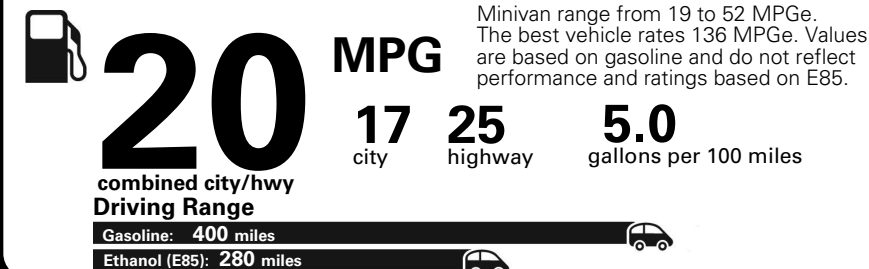 Minivan range from 19 to 52 MPGe.
The best vehicle rates 136 MPGe. Values
are based on gasoline and do not reflect
performance and ratings based on E85.
20 MPG
17 25 5.0
city highway gallons per 100 miles
combined city/hwy
Driving Range
Gasoline: 400 miles
Ethanol (E85): 280 miles